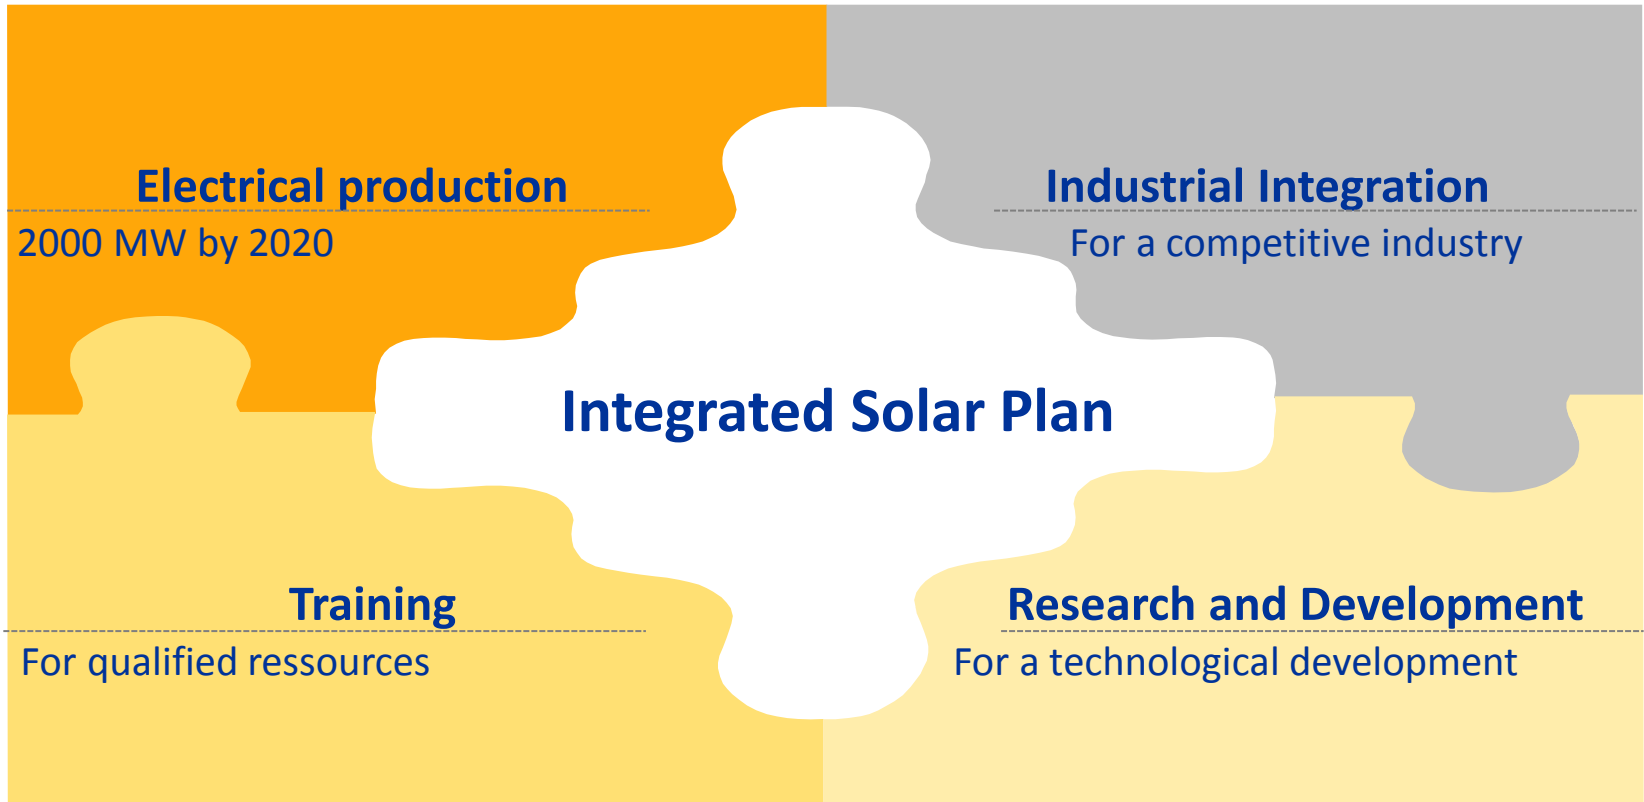 Electrical production
2000 MW by 2020
Industrial Integration
For a competitive industry
Integrated Solar Plan
Training
For qualified ressources
Research and Development
For a technological development